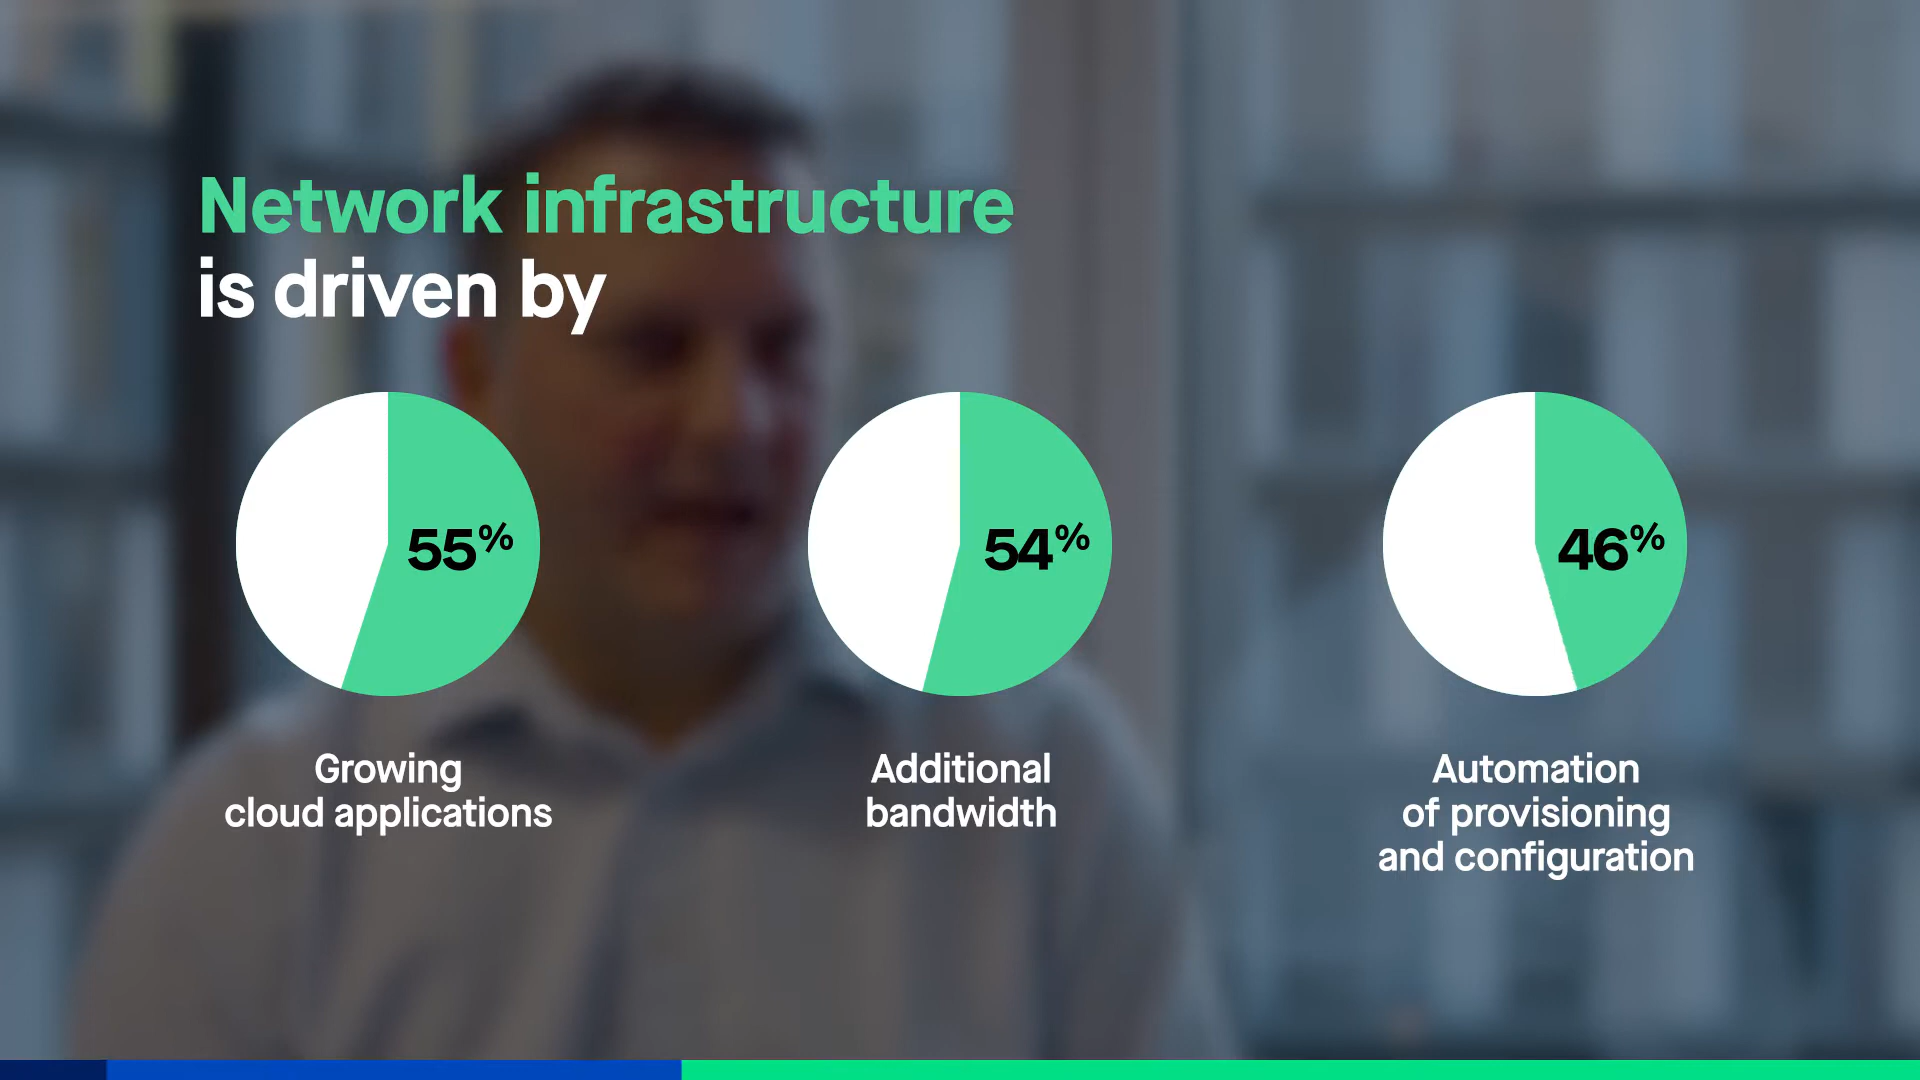 Network infrastructure
is driven by
55%
54%
46%
Growing
cloud applications
Additional
bandwidth
Automation
of provisioning
and configuration